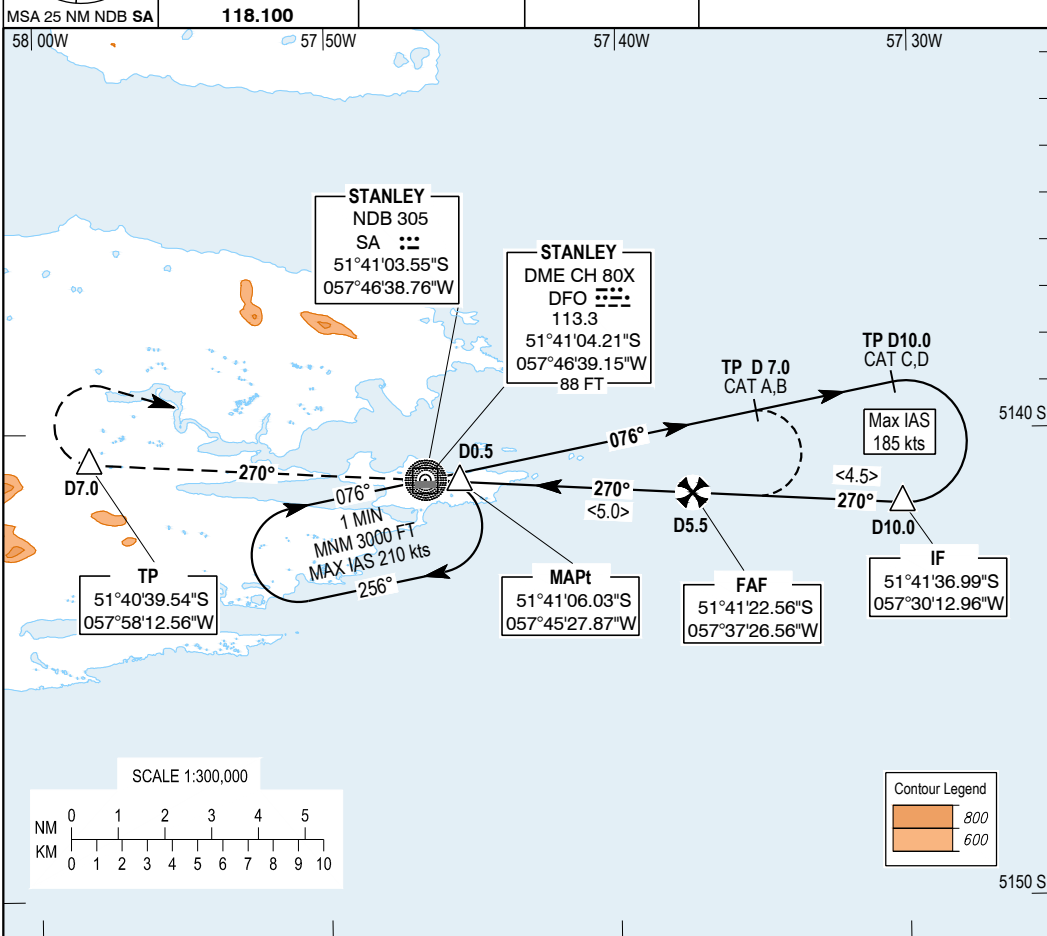 MSA 25 NM NDB SA
118.100
58 00W
57 50W
57 40W
57 30W
STANLEY
NDB 305
SA
51°41'03.55"S
057°46'38.76"W
STANLEY
DME CH 80X
DFO
113.3
51°41'04.21"S
057°46'39.15"W
88 FT
TP D 7.0
CAT A,B
TP D10.0
CAT C,D
Max IAS
185 kts
5140 S
076°
D0.5
270°
D7.0
076°
1 MIN
MNM 3000 FT
MAX IAS 210 kts
256°
270°
<5.0>
D5.5
<4.5>
270°
D10.0
TP
51°40'39.54"S
057°58'12.56"W
MAPt
51°41'06.03"S
057°45'27.87"W
FAF
51°41'22.56"S
057°37'26.56"W
IF
51°41'36.99"S
057°30'12.96"W
SCALE 1:300,000
NM 0 1 2 3 4 5
KM 0 1 2 3 4 5 6 7 8 9 10
Contour Legend
800
600
5150 S